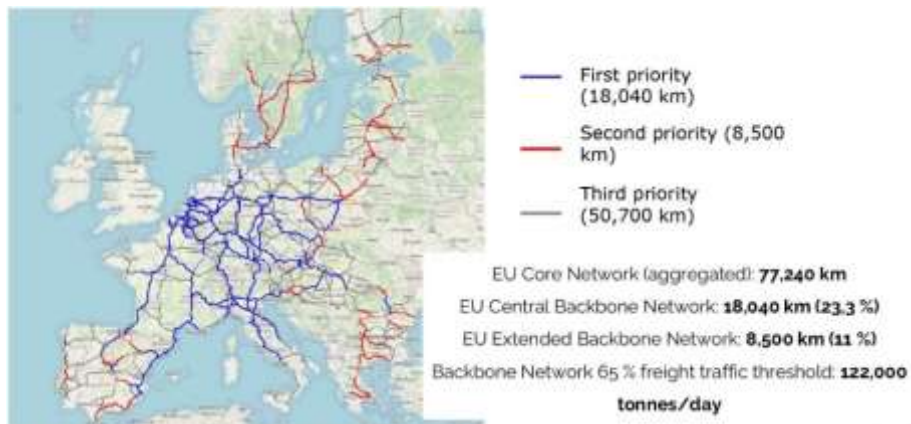 First priority
(18,040 km)
Second priority (8,500
km)
Third priority
(50,700 km)
EU Core Network (aggregated): 77,240 km
EU Central Backbone Network: 18,040 km (23,3 %)
EU Extended Backbone Network: 8,500 km (11 %)
Backbone Network 65 % freight traffic threshold: 122,000
tonnes/day